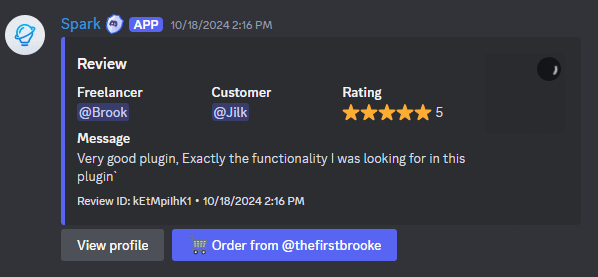 Spark APP 10/18/2024 2:16 PM
Review
Freelancer Customer Rating
@Brook @Jilk 5
Message
Very good plugin, Exactly the functionality I was looking for in this
plugin`
Review ID: kEtMpiIhK1 • 10/18/2024 2:16 PM
View profile Order from @thefirstbrooke